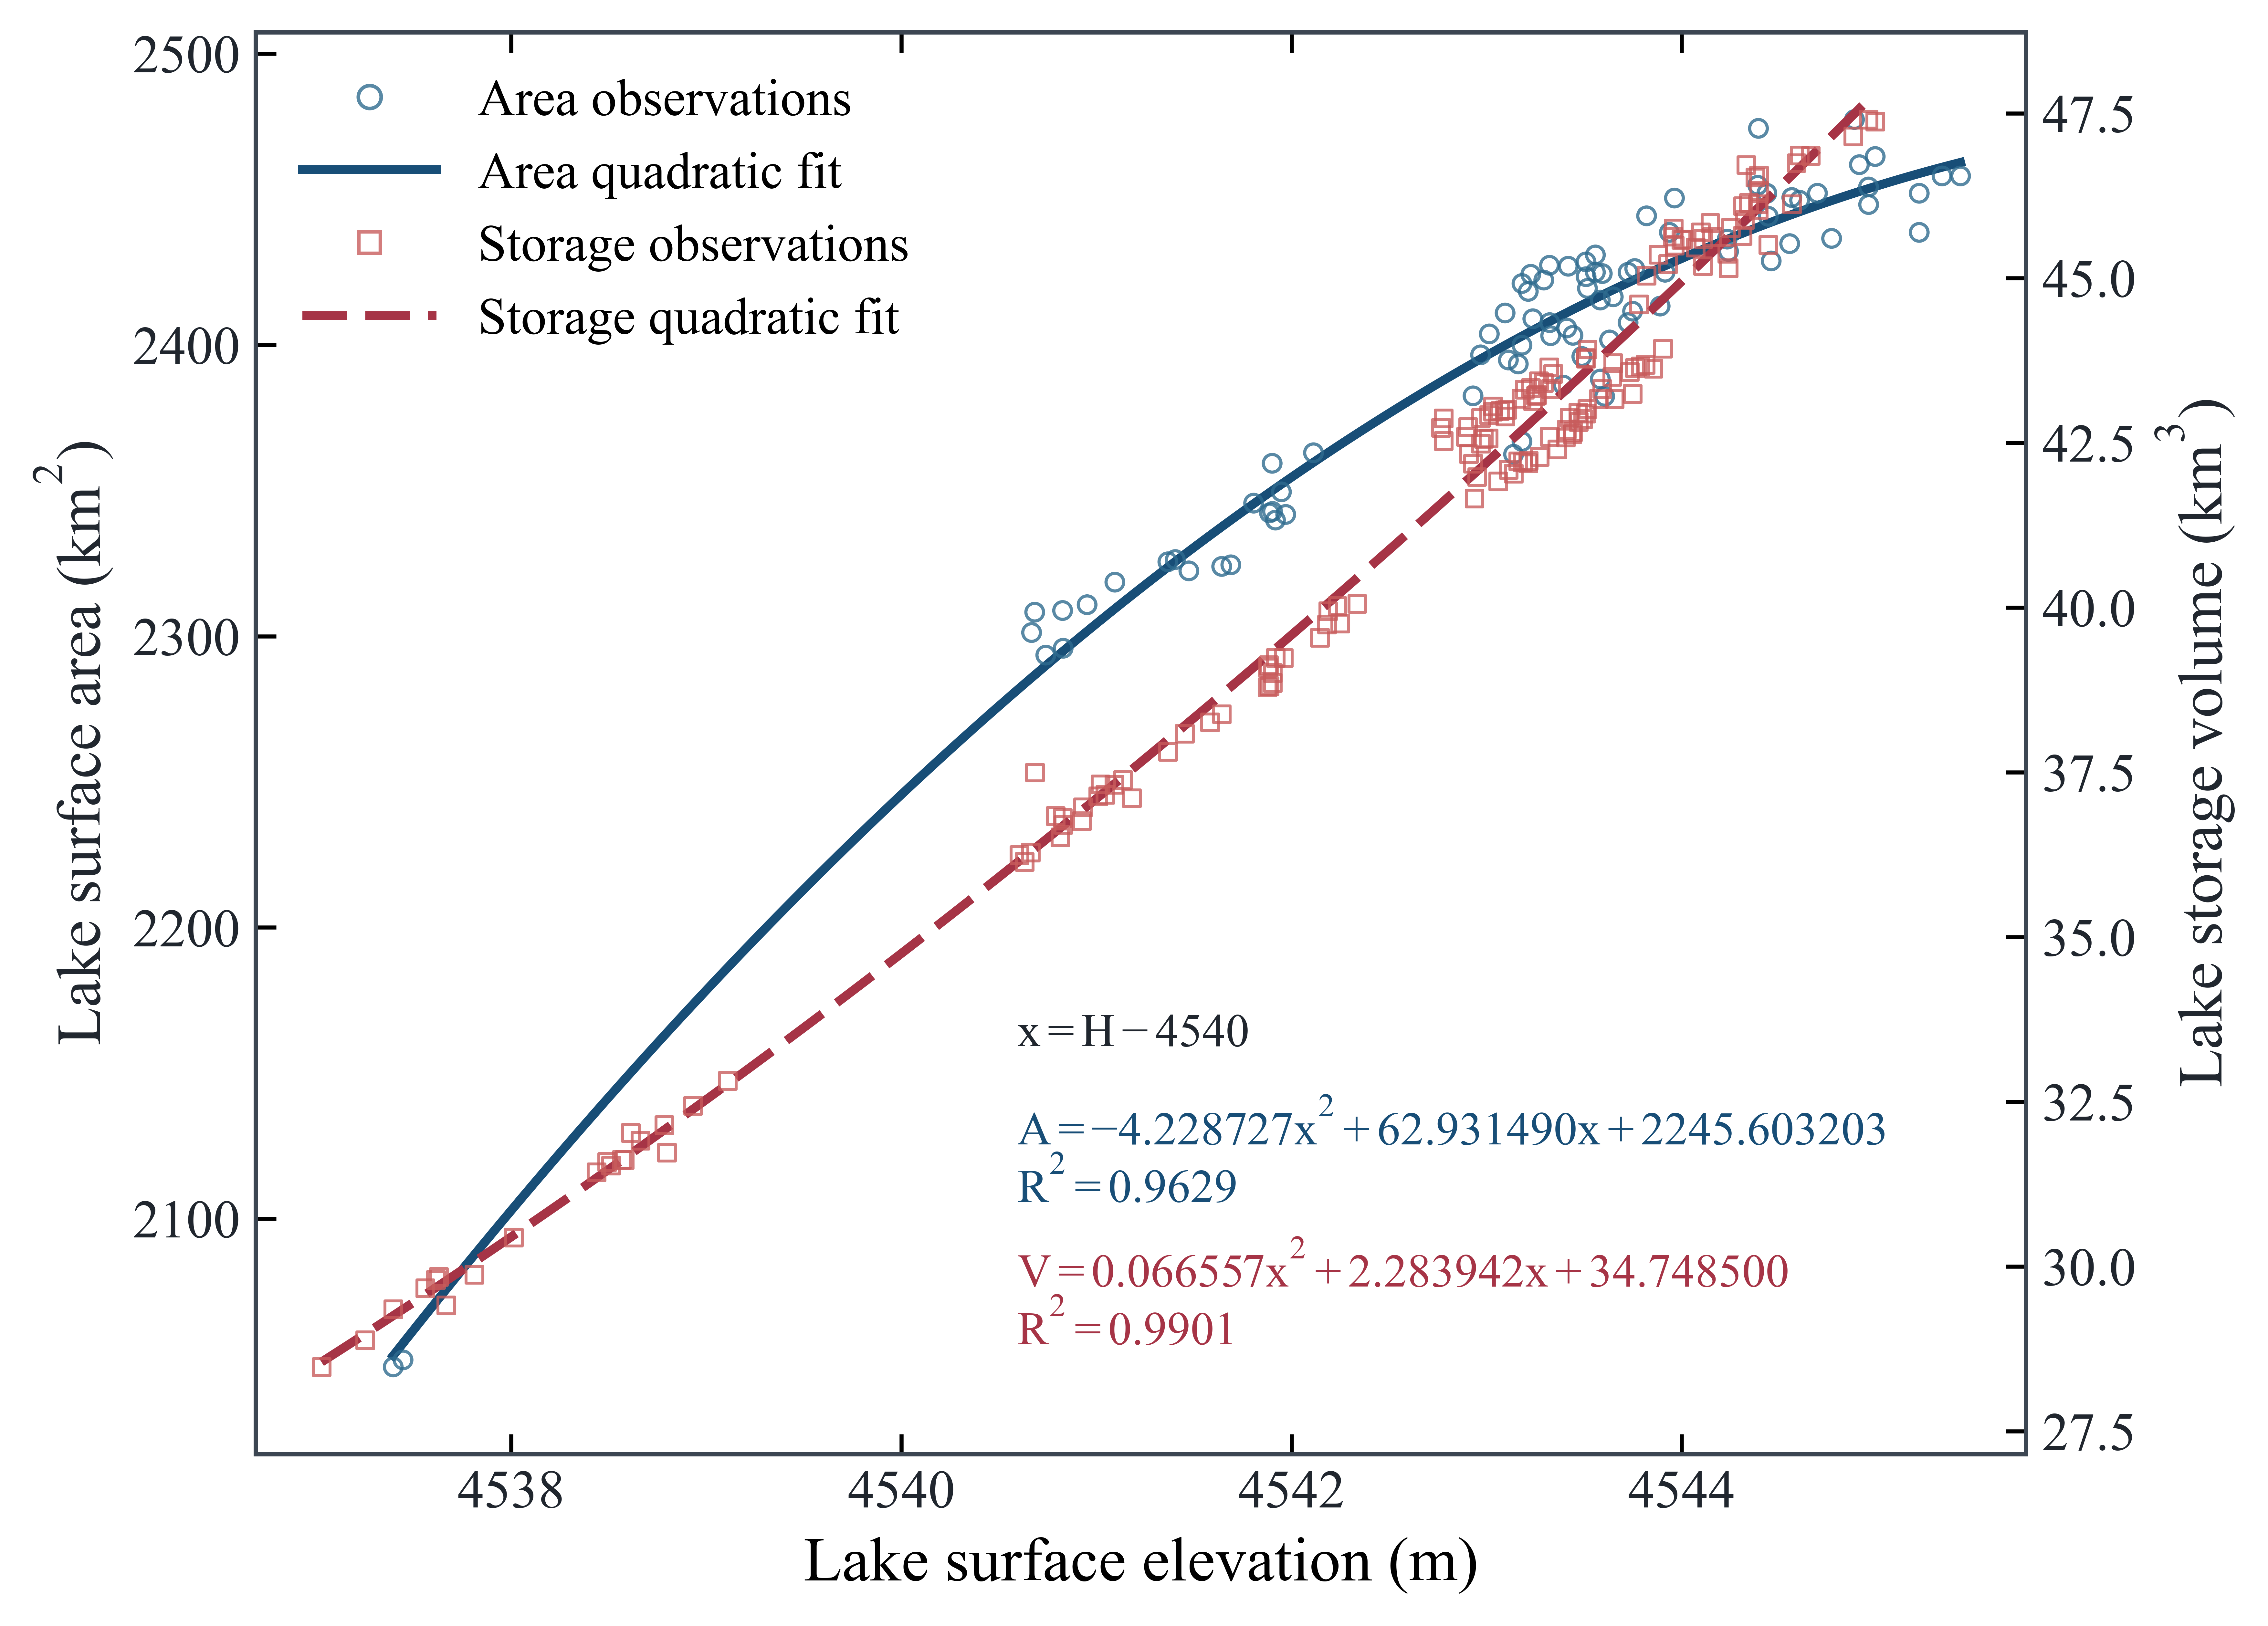 2500
2400
2300
2200
2100
Lake surface area (km²)
Area observations
Area quadratic fit
Storage observations
Storage quadratic fit
x=H−4540
A=−4.228727x²+62.931490x+2245.603203
R²=0.9629
V=0.066557x²+2.283942x+34.748500
R²=0.9901
47.5
45.0
42.5
40.0
37.5
35.0
32.5
30.0
27.5
Lake storage volume (km³)
4538 4540 4542 4544
Lake surface elevation (m)